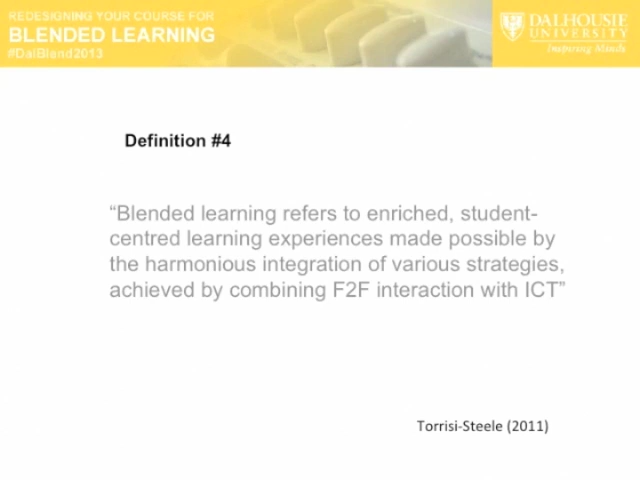 REDESIGNING YOUR COURSE FOR
BLENDED LEARNING
#DalBlend2013
DALHOUSIE
UNIVERSITY
Inspiring Minds
Definition #4
“Blended learning refers to enriched, student-
centred learning experiences made possible by
the harmonious integration of various strategies,
achieved by combining F2F interaction with ICT”
Torrisi-Steele (2011)